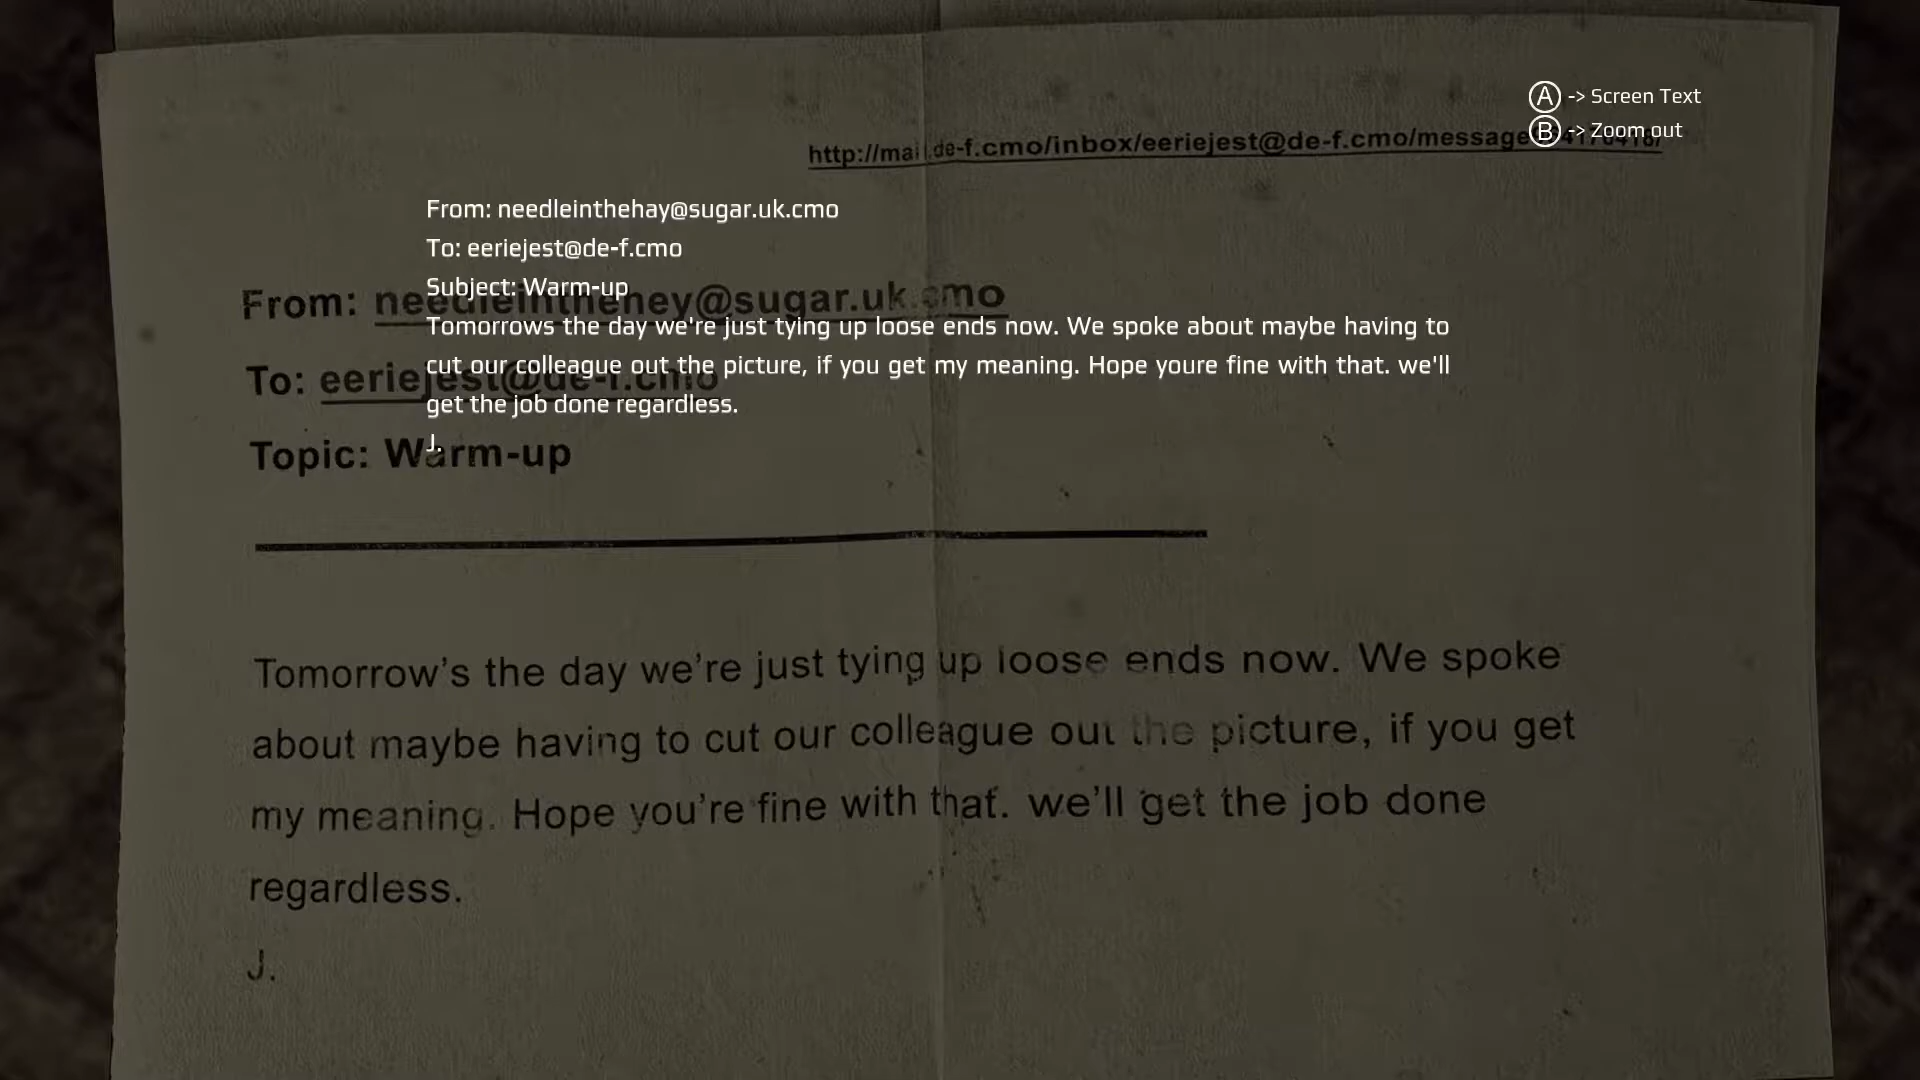 A -> Screen Text
B -> Zoom out
http://mail.de-f.cmo/inbox/eeriejest@de-f.cmo/message
From: needleinthehay@sugar.uk.cmo
To: eeriejest@de-f.cmo
Subject: Warm-up
Tomorrows the day we're just tying up loose ends now. We spoke about maybe having to
cut our colleague out the picture, if you get my meaning. Hope youre fine with that. we'll
get the job done regardless.
J.
From: needleinthehey@sugar.uk.cmo
To: eeriejest@de-f.cmo
Topic: Warm-up
Tomorrow’s the day we’re just tying up loose ends now. We spoke
about maybe having to cut our colleague out the picture, if you get
my meaning. Hope you’re fine with that. we’ll get the job done
regardless.
J.